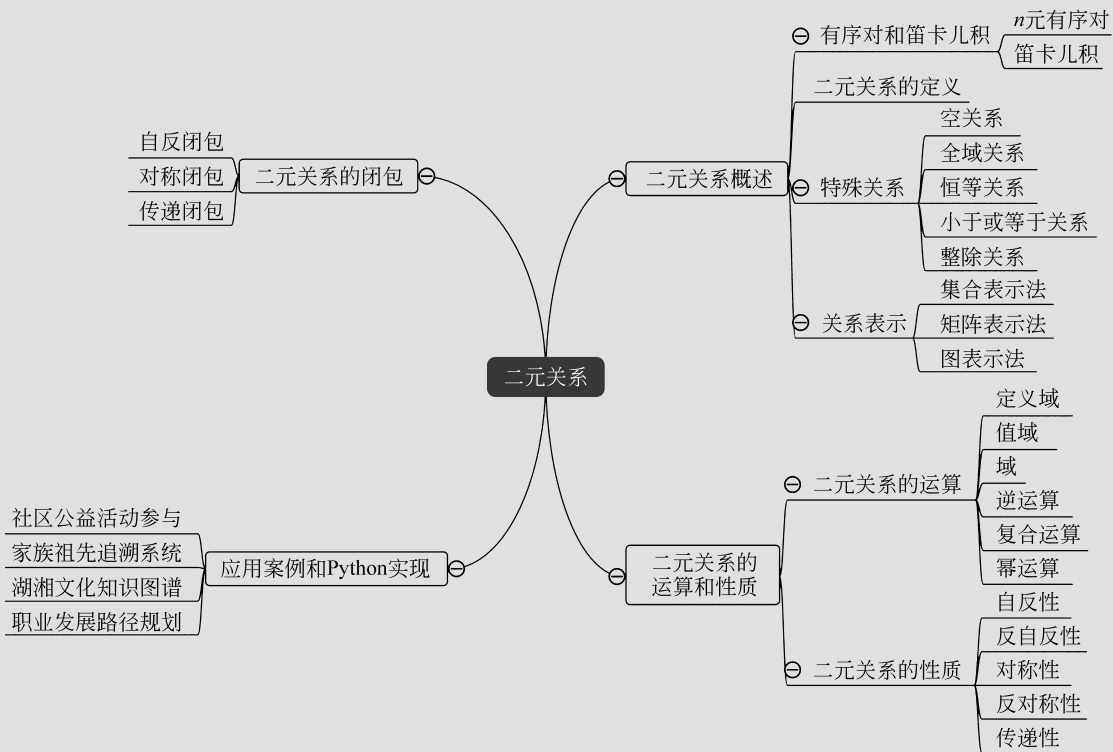 二元关系
二元关系概述
有序对和笛卡儿积
n元有序对
笛卡儿积
二元关系的定义
特殊关系
空关系
全域关系
恒等关系
小于或等于关系
整除关系
关系表示
集合表示法
矩阵表示法
图表示法
二元关系的
运算和性质
二元关系的运算
定义域
值域
域
逆运算
复合运算
幂运算
二元关系的性质
自反性
反自反性
对称性
反对称性
传递性
二元关系的闭包
自反闭包
对称闭包
传递闭包
应用案例和Python实现
社区公益活动参与
家族祖先追溯系统
湖湘文化知识图谱
职业发展路径规划